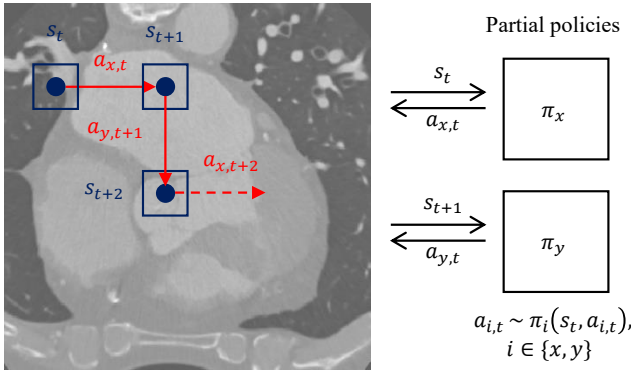 s_t
s_{t+1}
a_{x,t}
a_{y,t+1}
a_{x,t+2}
s_{t+2}
Partial policies
s_t
a_{x,t}
π_x
s_{t+1}
a_{y,t}
π_y
a_{i,t} ~ π_i(s_t, a_{i,t}),
i ∈ {x, y}